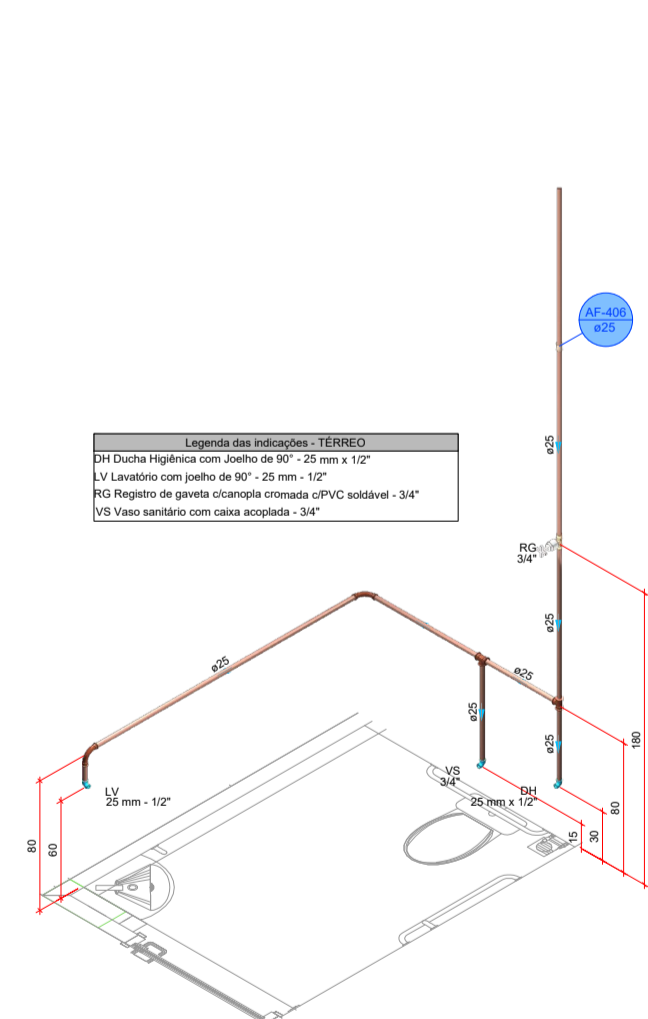 AF-406
ø25
Legenda das indicações - TÉRREO
DH Ducha Higiênica com Joelho de 90° - 25 mm x 1/2"
LV Lavatório com joelho de 90° - 25 mm - 1/2"
RG Registro de gaveta c/canopla cromada c/PVC soldável - 3/4"
VS Vaso sanitário com caixa acoplada - 3/4"
ø25
RG
3/4"
ø25
ø25
ø25
ø25
ø25
180
VS
3/4"
DH
25 mm x 1/2"
LV
25 mm - 1/2"
80
60
15
30
80